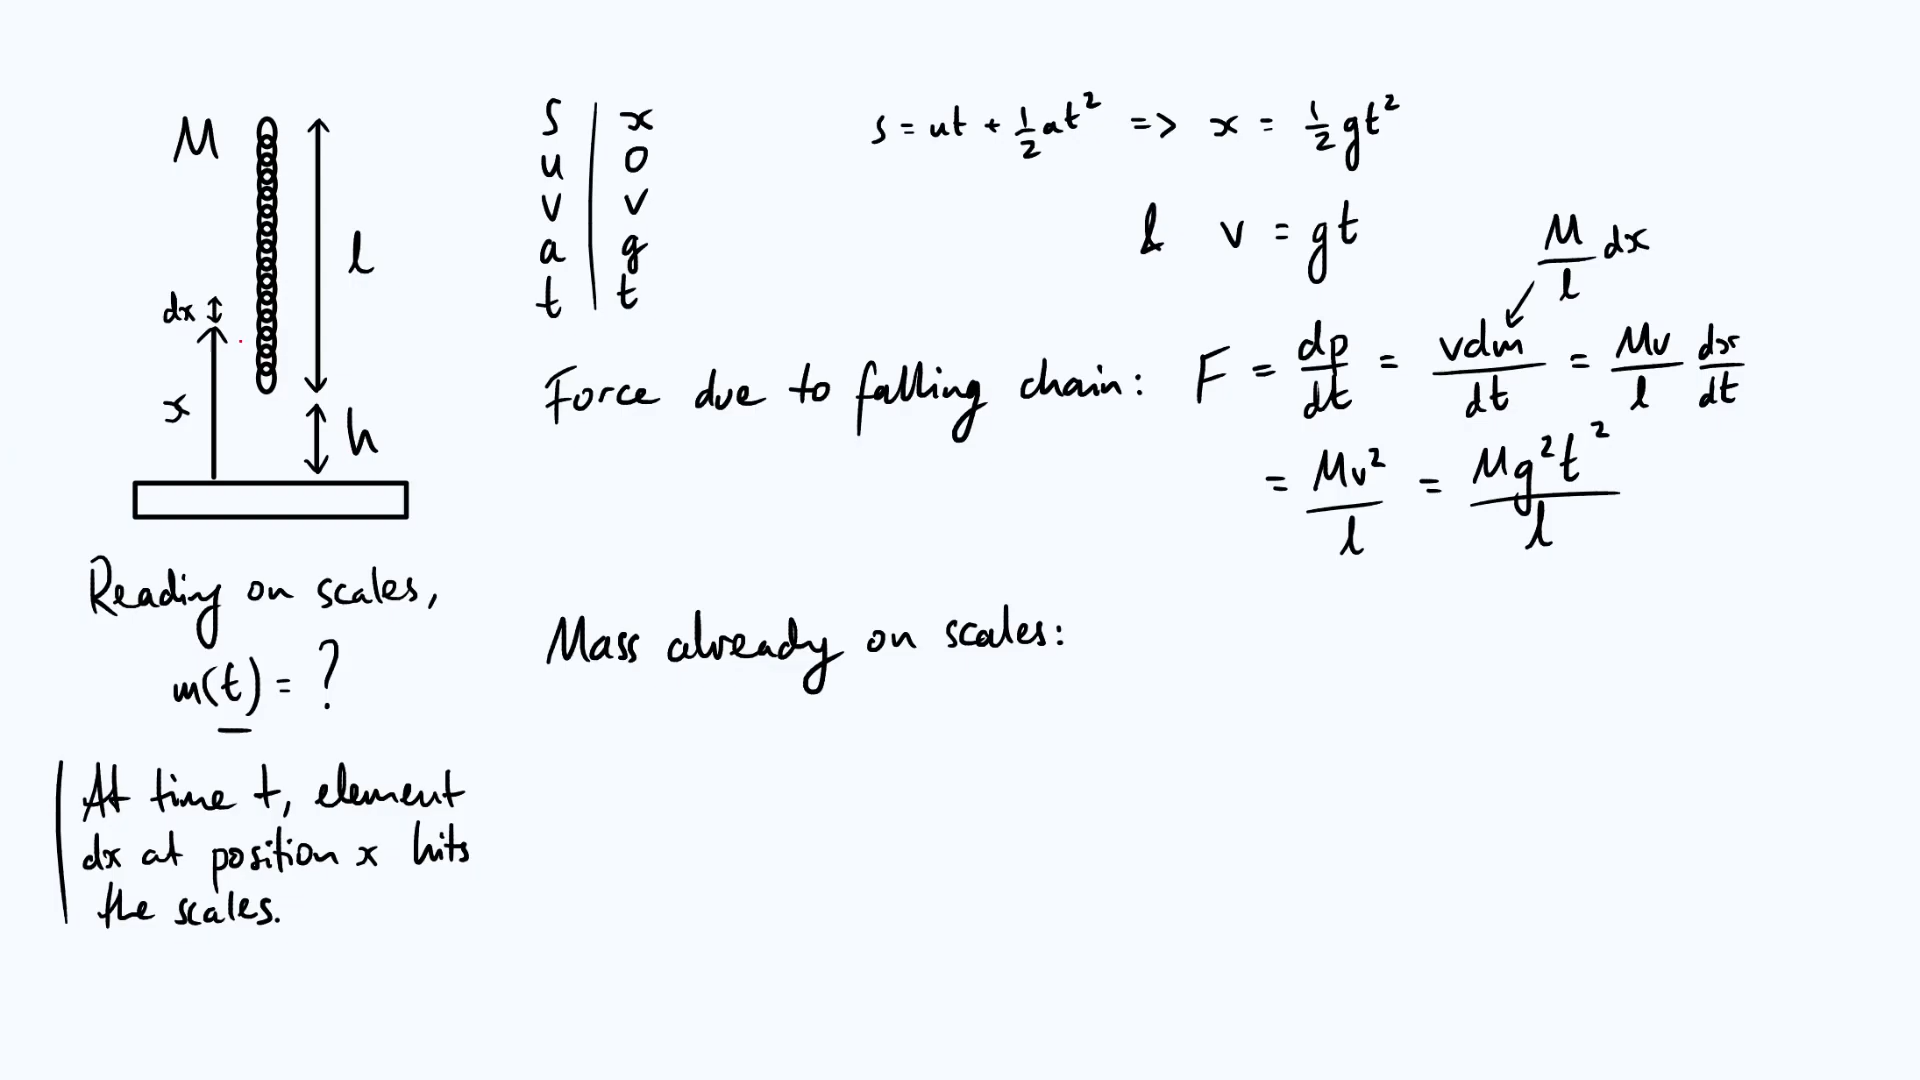 M
l
dx
x
h
Reading on scales,
m(t) = ?
At time t, element
dx at position x hits
the scales.
s | x
u | 0
v | v
a | g
t | t
s = ut + ½at² => x = ½gt²
& v = gt
M/l dx
Force due to falling chain: F = dp/dt = vdm/dt = Mv/l dx/dt
= Mv²/l = Mg²t²/l
Mass already on scales: